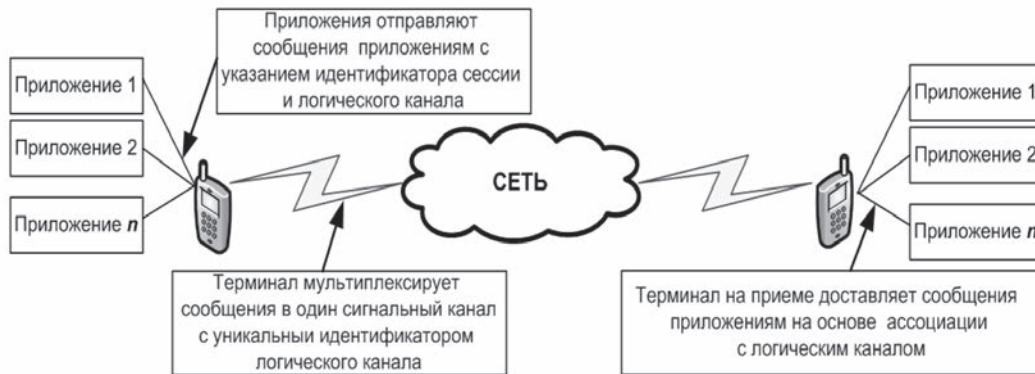 Приложения отправляют
сообщения приложениям с
указанием идентификатора сессии
и логического канала
Приложение 1
Приложение 2
Приложение n
СЕТЬ
Приложение 1
Приложение 2
Приложение n
Терминал мультиплексирует
сообщения в один сигнальный канал
с уникальныи идентификатором
логического канала
Терминал на приеме доставляет сообщения
приложениям на основе ассоциации
с логическим каналом